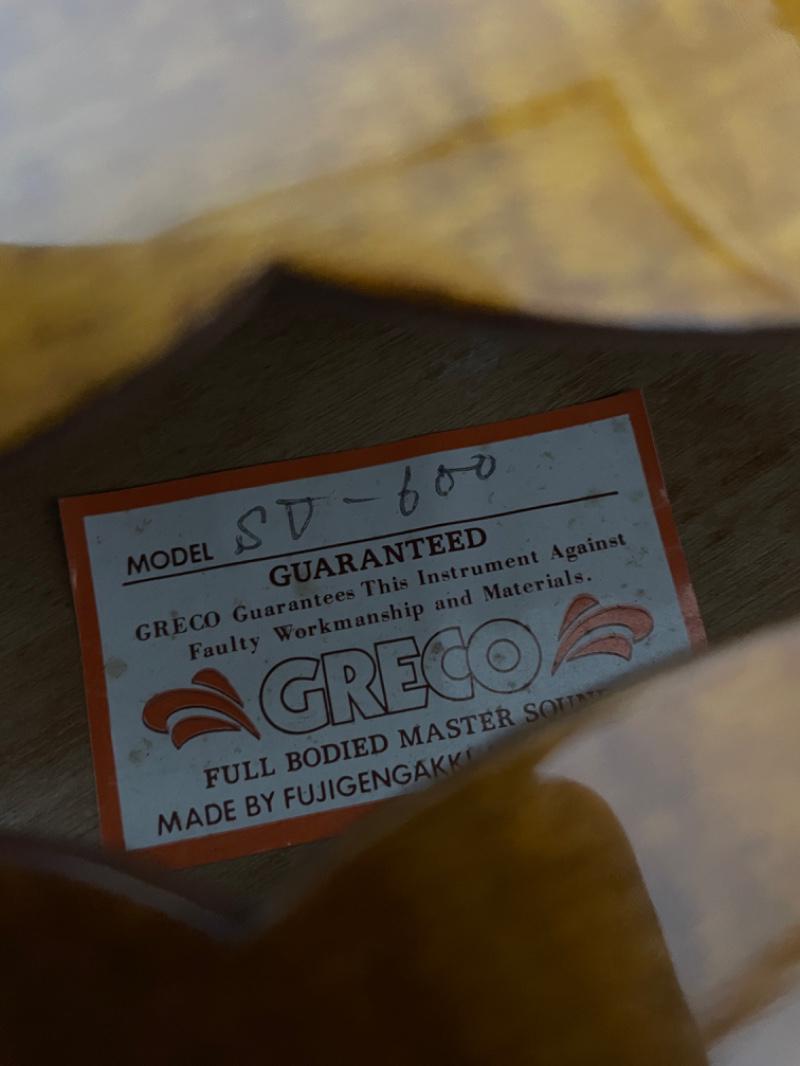 MODEL SD-600
GUARANTEED
GRECO Guarantees This Instrument Against
Faulty Workmanship and Materials.
GRECO
FULL BODIED MASTER
MADE BY